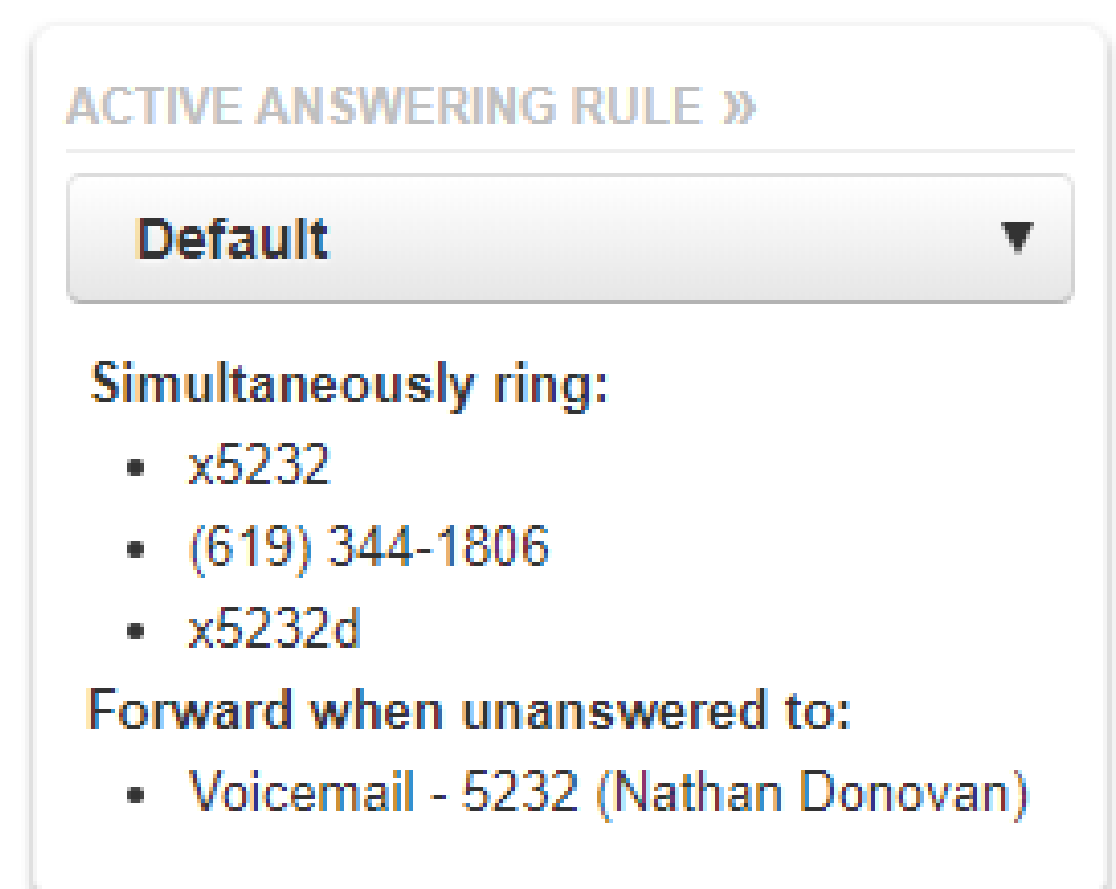 ACTIVE ANSWERING RULE »
Default ▼
Simultaneously ring:
• x5232
• (619) 344-1806
• x5232d
Forward when unanswered to:
• Voicemail - 5232 (Nathan Donovan)